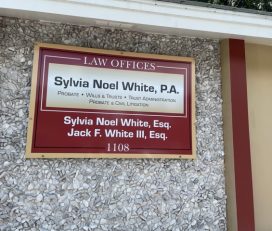 LAW OFFICES
Sylvia Noel White, P.A.
PROBATE • WILLS & TRUSTS • TRUST ADMINISTRATION
PROBATE & CIVIL LITIGATION
Sylvia Noel White, Esq.
Jack F. White III, Esq.
1108